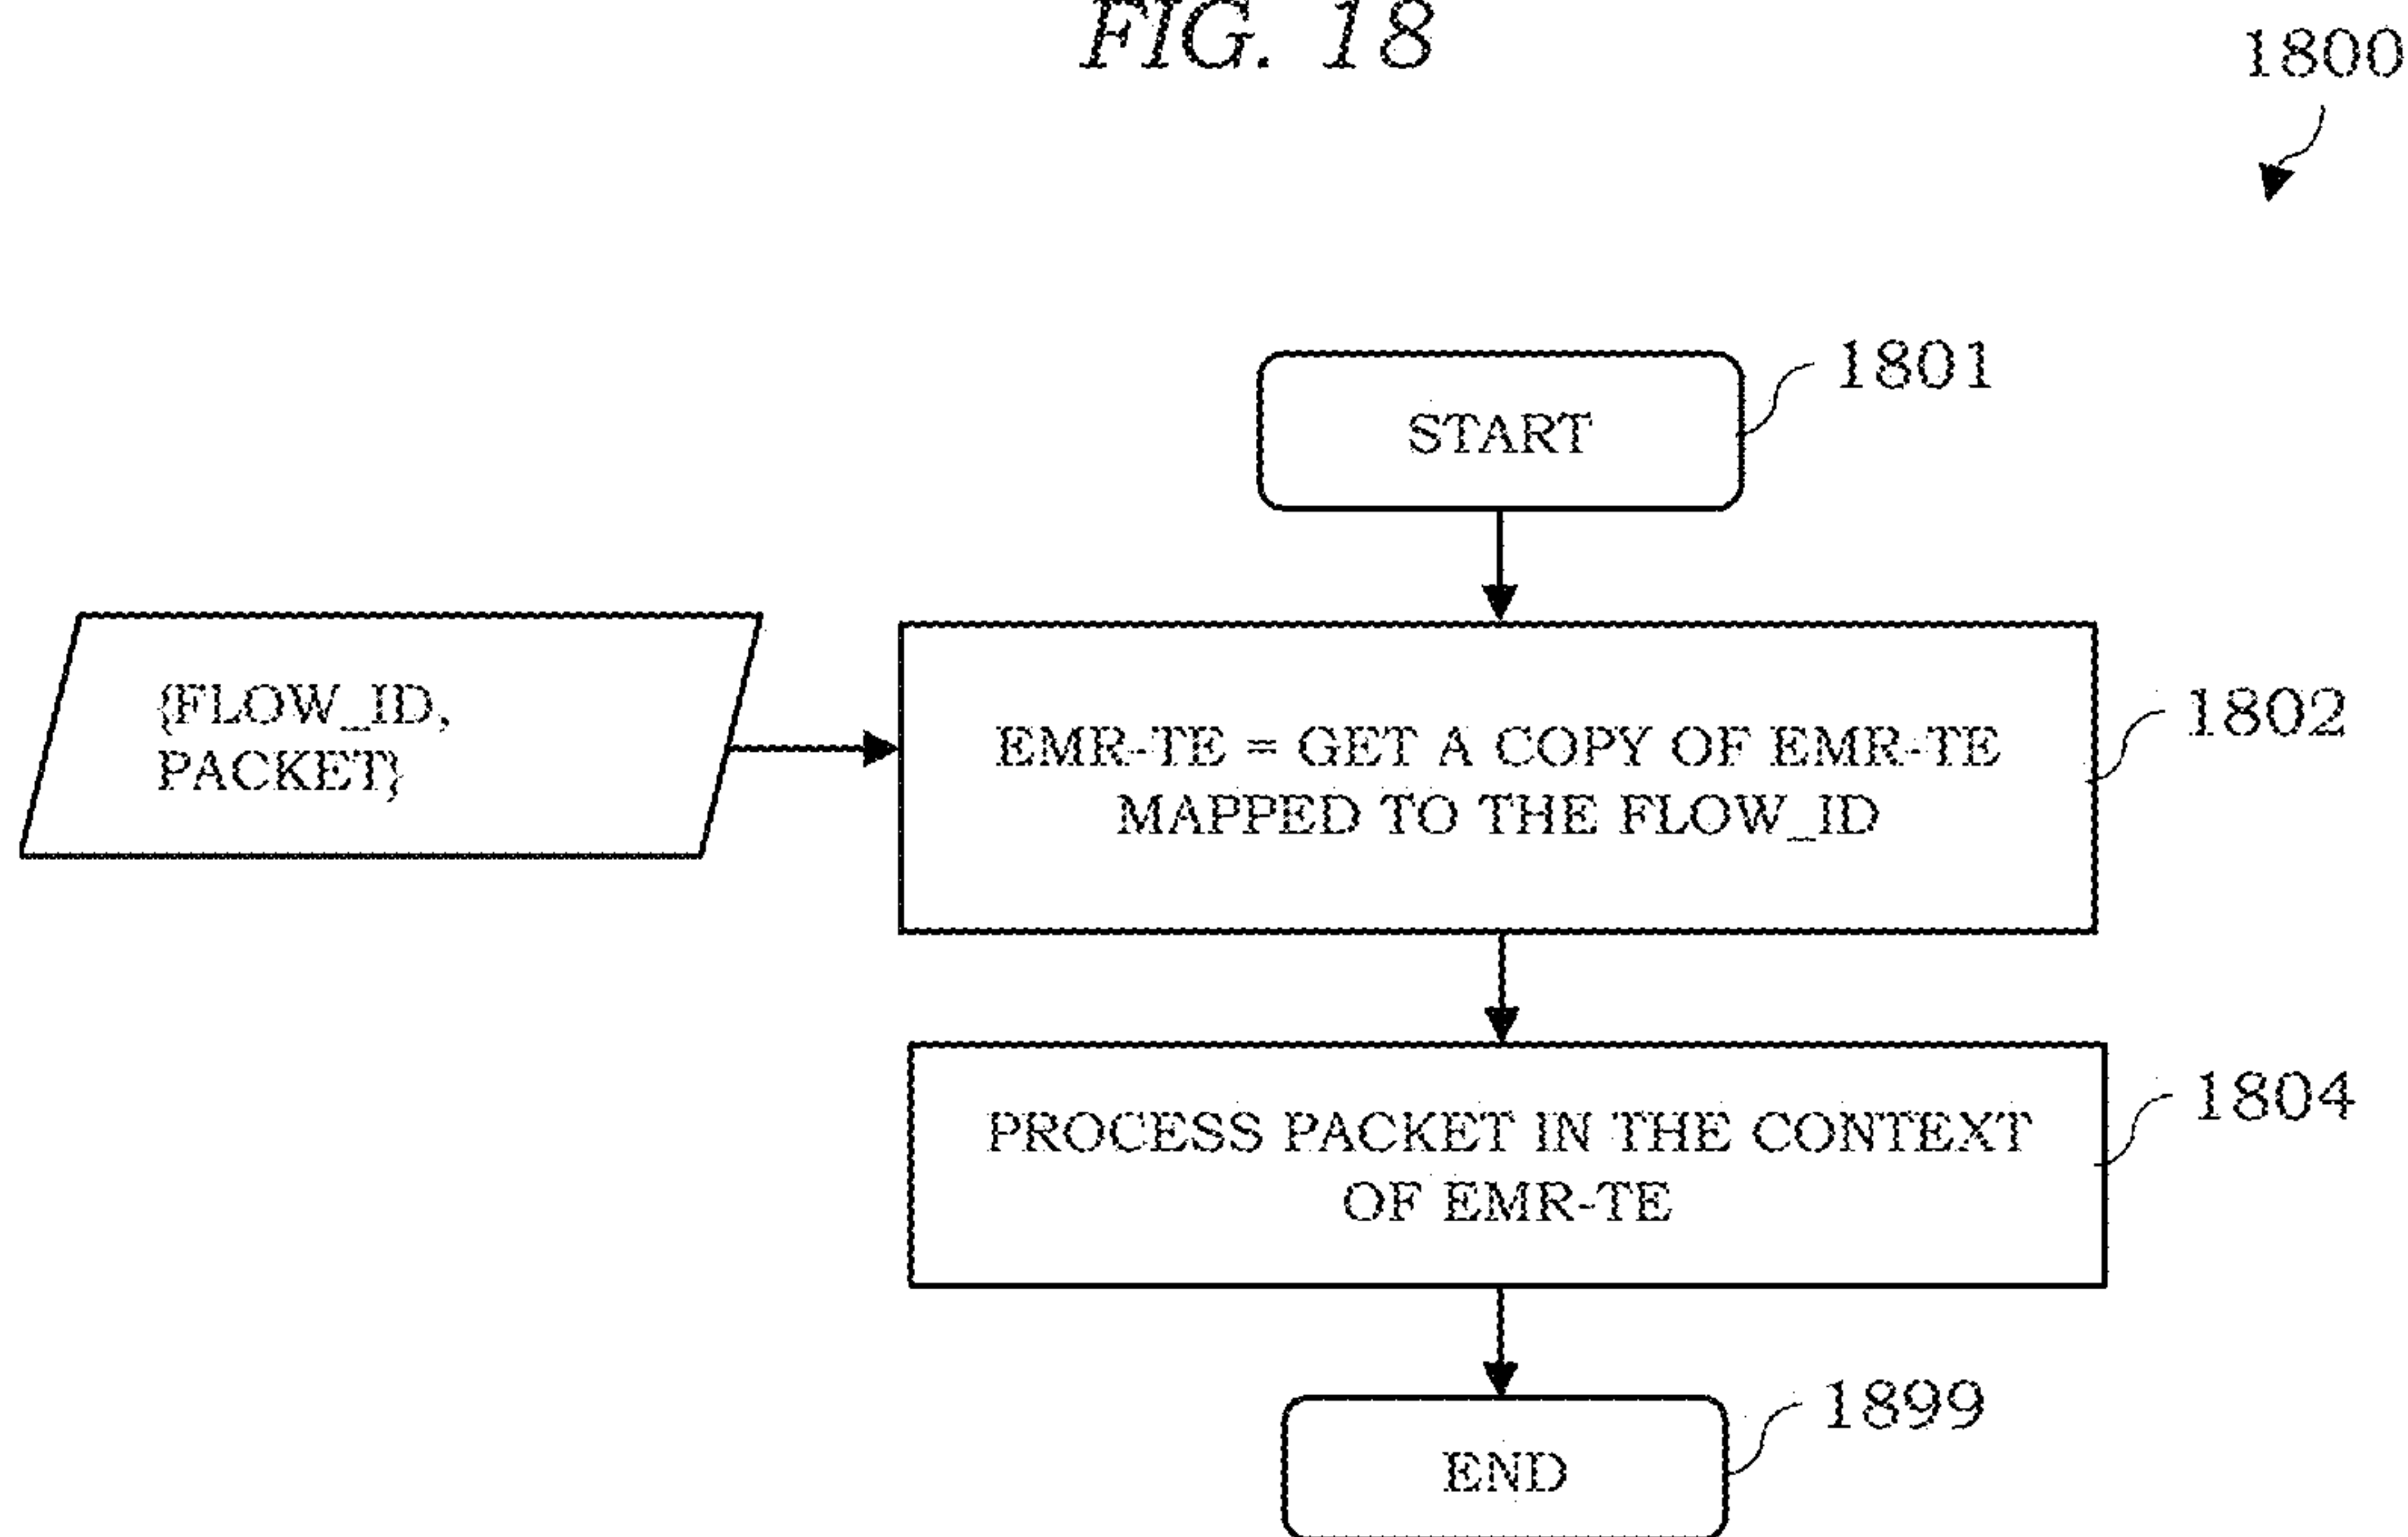 FIG. 18
1800
1801
START
{FLOW_ID,
PACKET}
EMR-TE = GET A COPY OF EMR-TE
MAPPED TO THE FLOW_ID
1802
PROCESS PACKET IN THE CONTEXT
OF EMR-TE
1804
1899
END